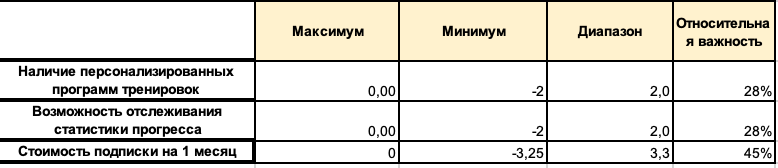 Максимум Минимум Диапазон Относительна
я важность
Наличие персонализированных
программ тренировок 0,00 -2 2,0 28%
Возможность отслеживания
статистики прогресса 0,00 -2 2,0 28%
Стоимость подписки на 1 месяц 0 -3,25 3,3 45%